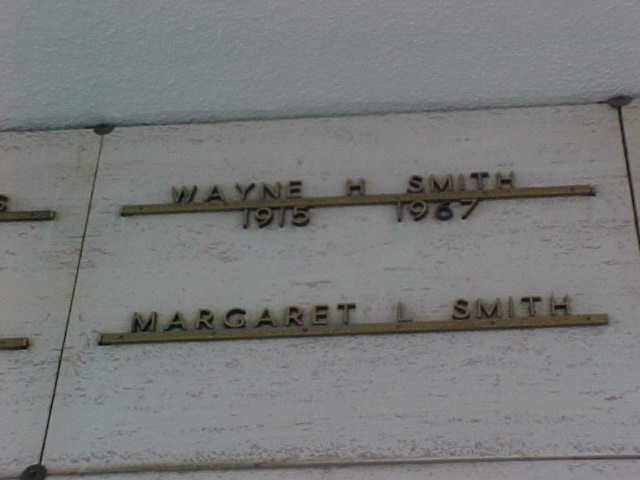 WAYNE H SMITH
1915 1967
MARGARET L SMITH